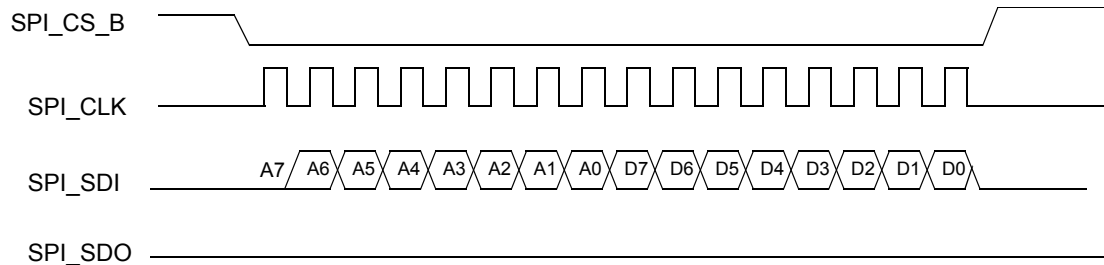 SPI_CS_B
SPI_CLK
SPI_SDI A7 A6 A5 A4 A3 A2 A1 A0 D7 D6 D5 D4 D3 D2 D1 D0
SPI_SDO